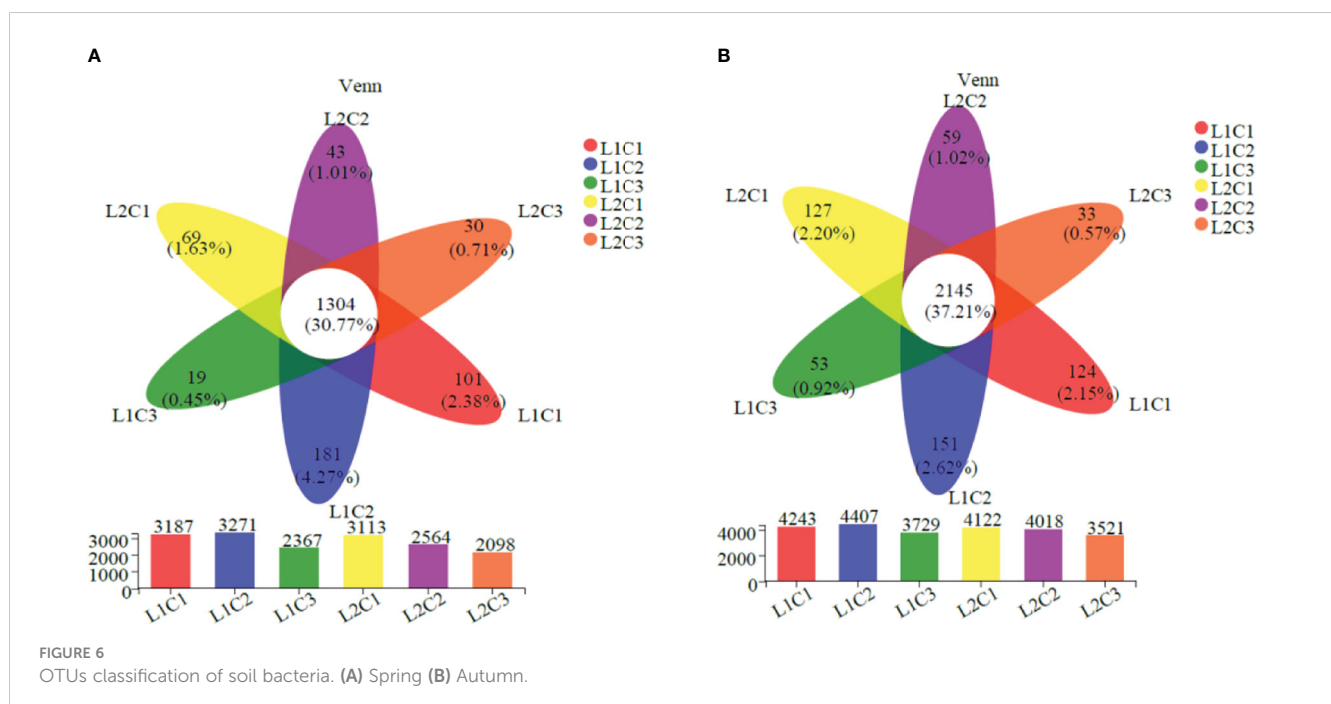 A
Venn
L2C2
43
(1.01%)
L1C1
L1C2
L1C3
L2C1
L2C2
L2C3
L2C1
69
(1.63%)
L2C3
30
(0.71%)
1304
(30.77%)
19
(0.45%)
L1C3
101
(2.38%)
L1C1
181
(4.27%)
L1C2
3187
3271
2367
3113
2564
2098
3000
2000
1000
0
L1C1
L1C2
L1C3
L2C1
L2C2
L2C3
B
Venn
L2C2
59
(1.02%)
L1C1
L1C2
L1C3
L2C1
L2C2
L2C3
L2C1
127
(2.20%)
L2C3
33
(0.57%)
2145
(37.21%)
53
(0.92%)
L1C3
124
(2.15%)
L1C1
151
(2.62%)
L1C2
4243
4407
3729
4122
4018
3521
4000
2000
0
L1C1
L1C2
L1C3
L2C1
L2C2
L2C3
FIGURE 6
OTUs classification of soil bacteria. (A) Spring (B) Autumn.